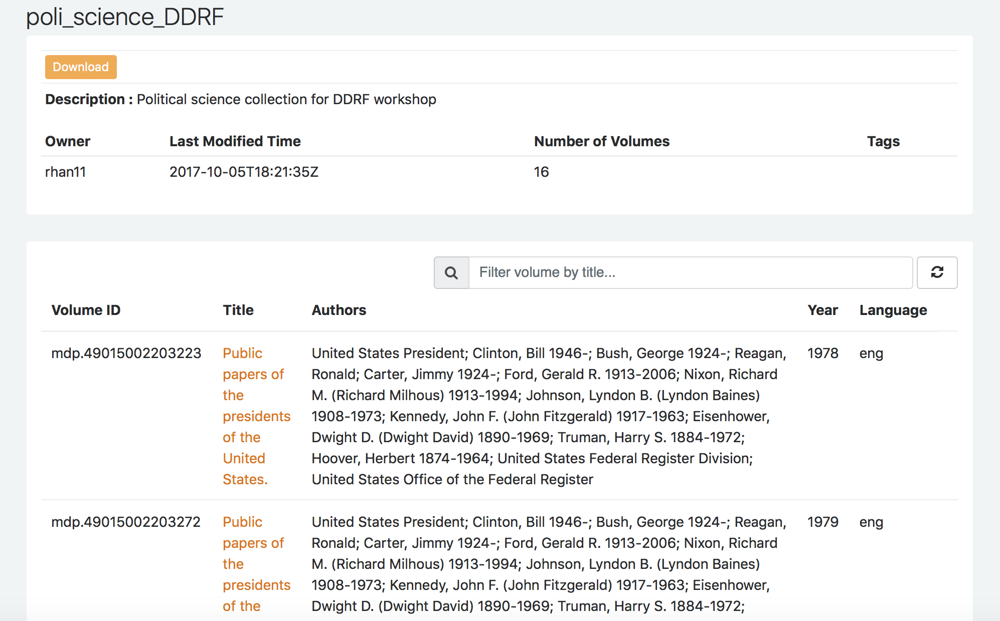 poli_science_DDRF
Download
Description : Political science collection for DDRF workshop
Owner Last Modified Time Number of Volumes Tags
rhan11 2017-10-05T18:21:35Z 16
Filter volume by title...
Volume ID Title Authors Year Language
mdp.49015002203223 Public United States President; Clinton, Bill 1946-; Bush, George 1924-; Reagan, 1978 eng
papers of Ronald; Carter, Jimmy 1924-; Ford, Gerald R. 1913-2006; Nixon, Richard
the M. (Richard Milhous) 1913-1994; Johnson, Lyndon B. (Lyndon Baines)
presidents 1908-1973; Kennedy, John F. (John Fitzgerald) 1917-1963; Eisenhower,
of the Dwight D. (Dwight David) 1890-1969; Truman, Harry S. 1884-1972;
United Hoover, Herbert 1874-1964; United States Federal Register Division;
States. United States Office of the Federal Register
mdp.49015002203272 Public United States President; Clinton, Bill 1946-; Bush, George 1924-; Reagan, 1979 eng
papers of Ronald; Carter, Jimmy 1924-; Ford, Gerald R. 1913-2006; Nixon, Richard
the M. (Richard Milhous) 1913-1994; Johnson, Lyndon B. (Lyndon Baines)
presidents 1908-1973; Kennedy, John F. (John Fitzgerald) 1917-1963; Eisenhower,
of the Dwight D. (Dwight David) 1890-1969; Truman, Harry S. 1884-1972;